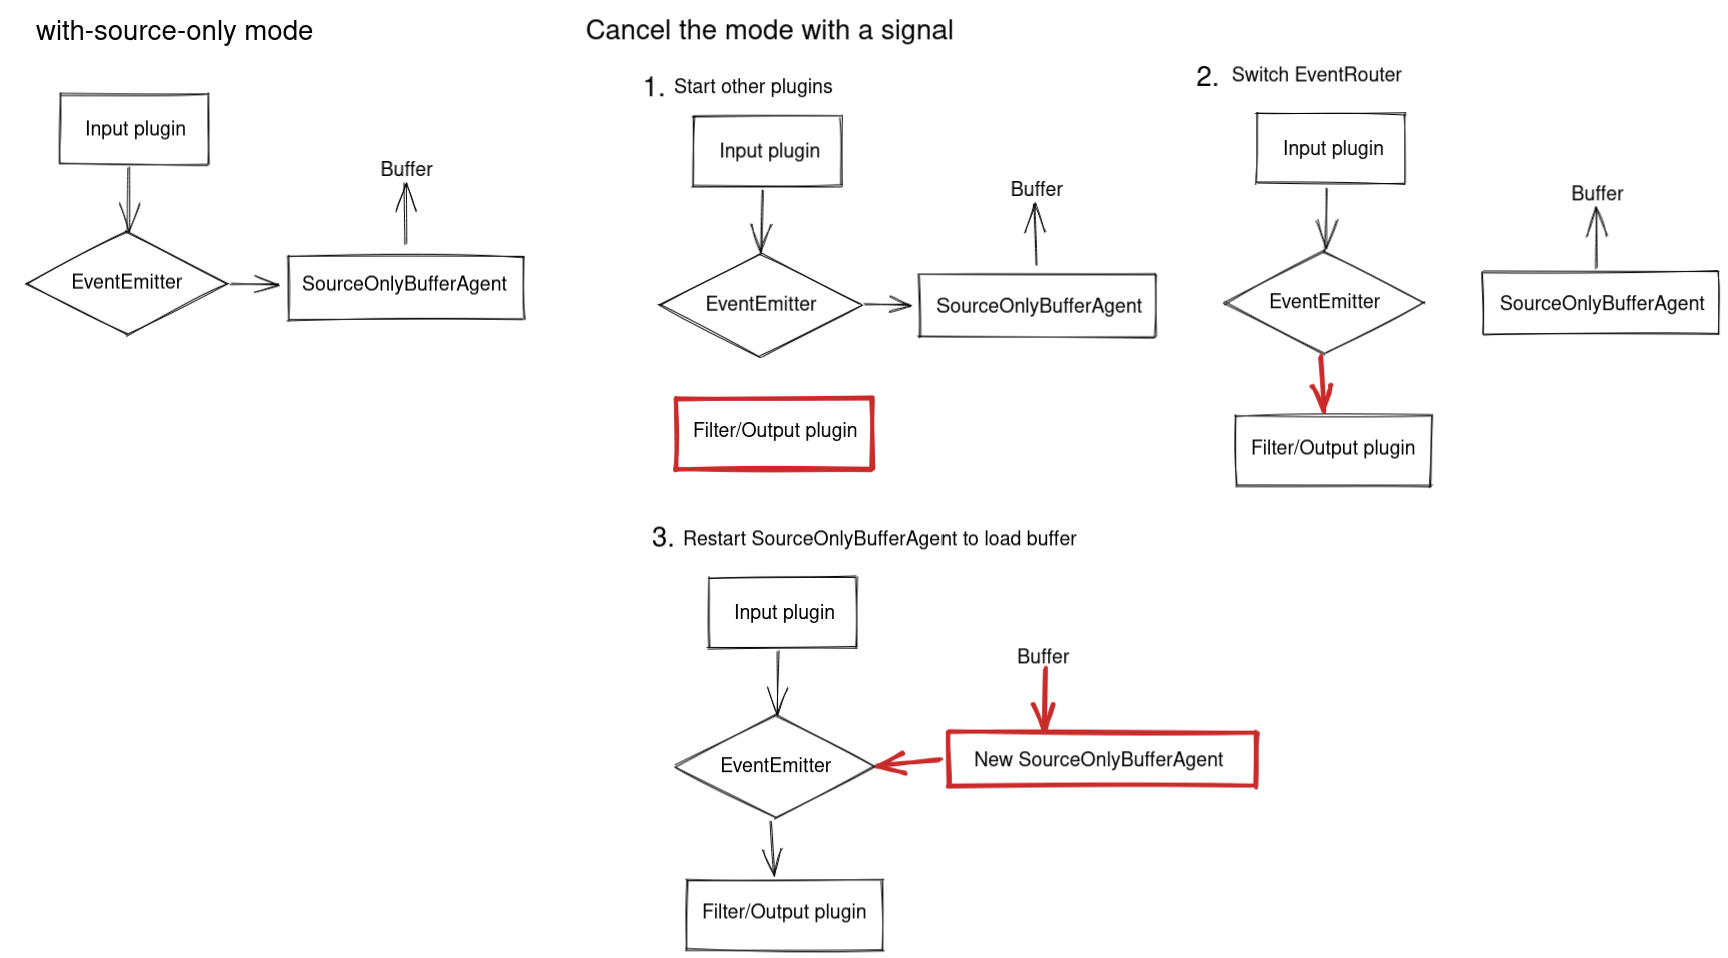 with-source-only mode
Input plugin
Buffer
EventEmitter
SourceOnlyBufferAgent
Cancel the mode with a signal
1. Start other plugins
Input plugin
Buffer
EventEmitter
SourceOnlyBufferAgent
Filter/Output plugin
2. Switch EventRouter
Input plugin
Buffer
EventEmitter
SourceOnlyBufferAgent
Filter/Output plugin
3. Restart SourceOnlyBufferAgent to load buffer
Input plugin
Buffer
EventEmitter
New SourceOnlyBufferAgent
Filter/Output plugin